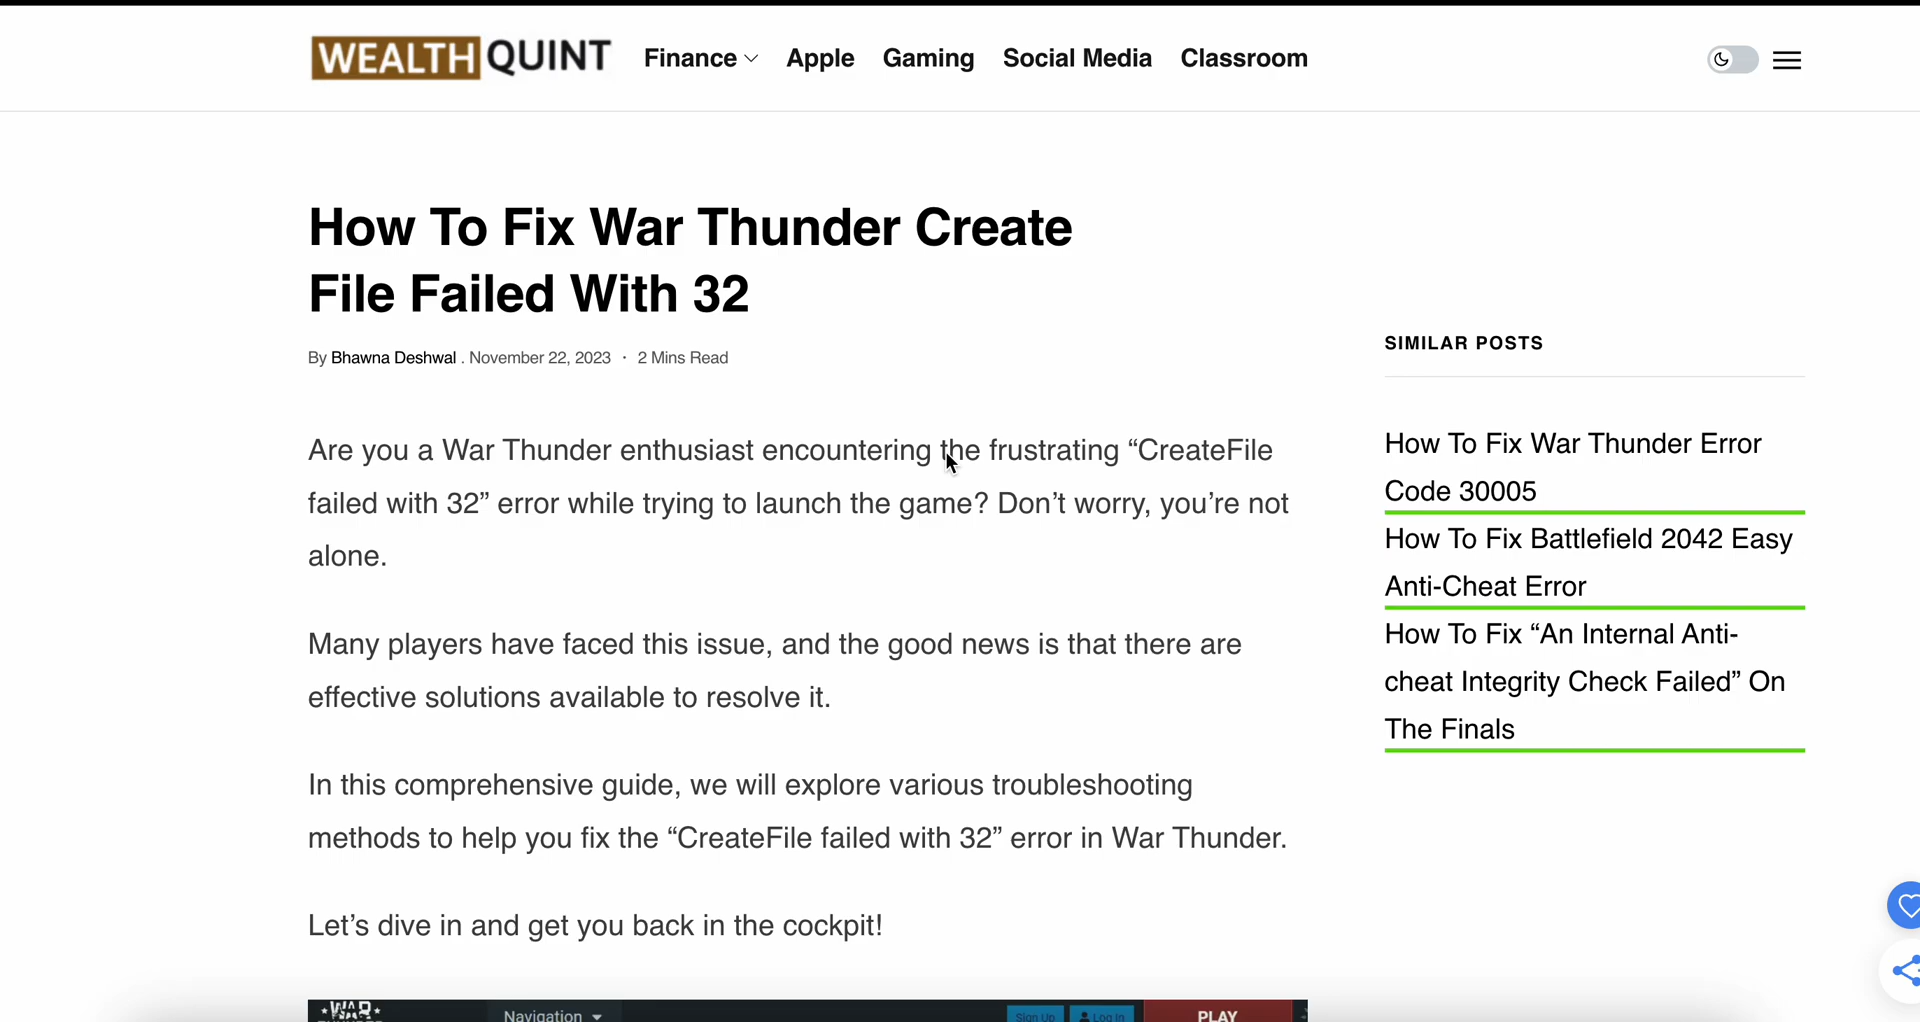 WEALTH QUINT Finance Apple Gaming Social Media Classroom
How To Fix War Thunder Create
File Failed With 32
By Bhawna Deshwal . November 22, 2023 · 2 Mins Read
Are you a War Thunder enthusiast encountering the frustrating “CreateFile
failed with 32” error while trying to launch the game? Don’t worry, you’re not
alone.
Many players have faced this issue, and the good news is that there are
effective solutions available to resolve it.
In this comprehensive guide, we will explore various troubleshooting
methods to help you fix the “CreateFile failed with 32” error in War Thunder.
Let’s dive in and get you back in the cockpit!
WAR Navigation Sign Up Log In PLAY
SIMILAR POSTS
How To Fix War Thunder Error
Code 30005
How To Fix Battlefield 2042 Easy
Anti-Cheat Error
How To Fix “An Internal Anti-
cheat Integrity Check Failed” On
The Finals